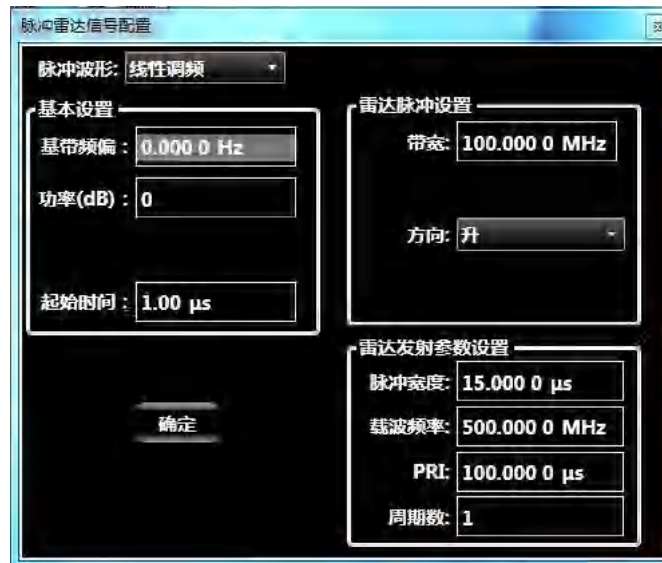 脉冲雷达信号配置
脉冲波形: 线性调频
基本设置
基带频偏： 0.000 0 Hz
功率(dB)： 0
起始时间： 1.00 μs
确定
雷达脉冲设置
带宽: 100.000 0 MHz
方向: 升
雷达发射参数设置
脉冲宽度: 15.000 0 μs
载波频率: 500.000 0 MHz
PRI: 100.000 0 μs
周期数: 1